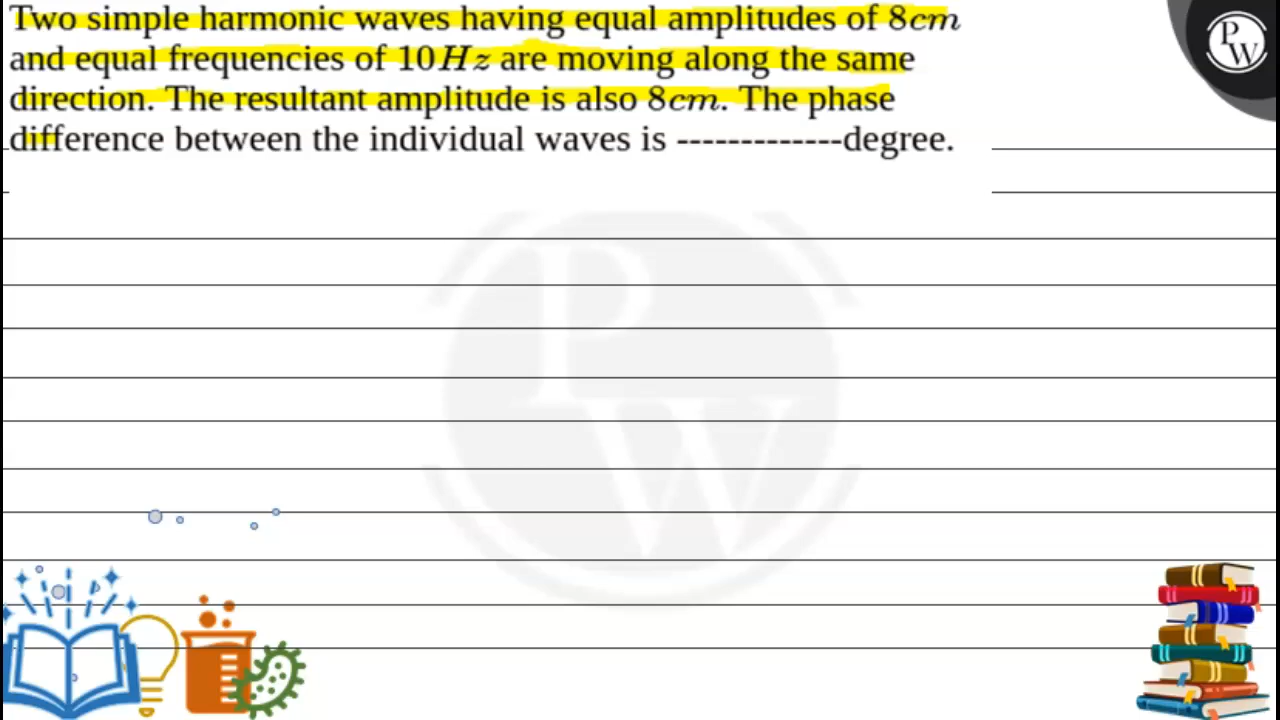 Two simple harmonic waves having equal amplitudes of 8cm
and equal frequencies of 10Hz are moving along the same
direction. The resultant amplitude is also 8cm. The phase
difference between the individual waves is -------------degree.
P
W
P
W